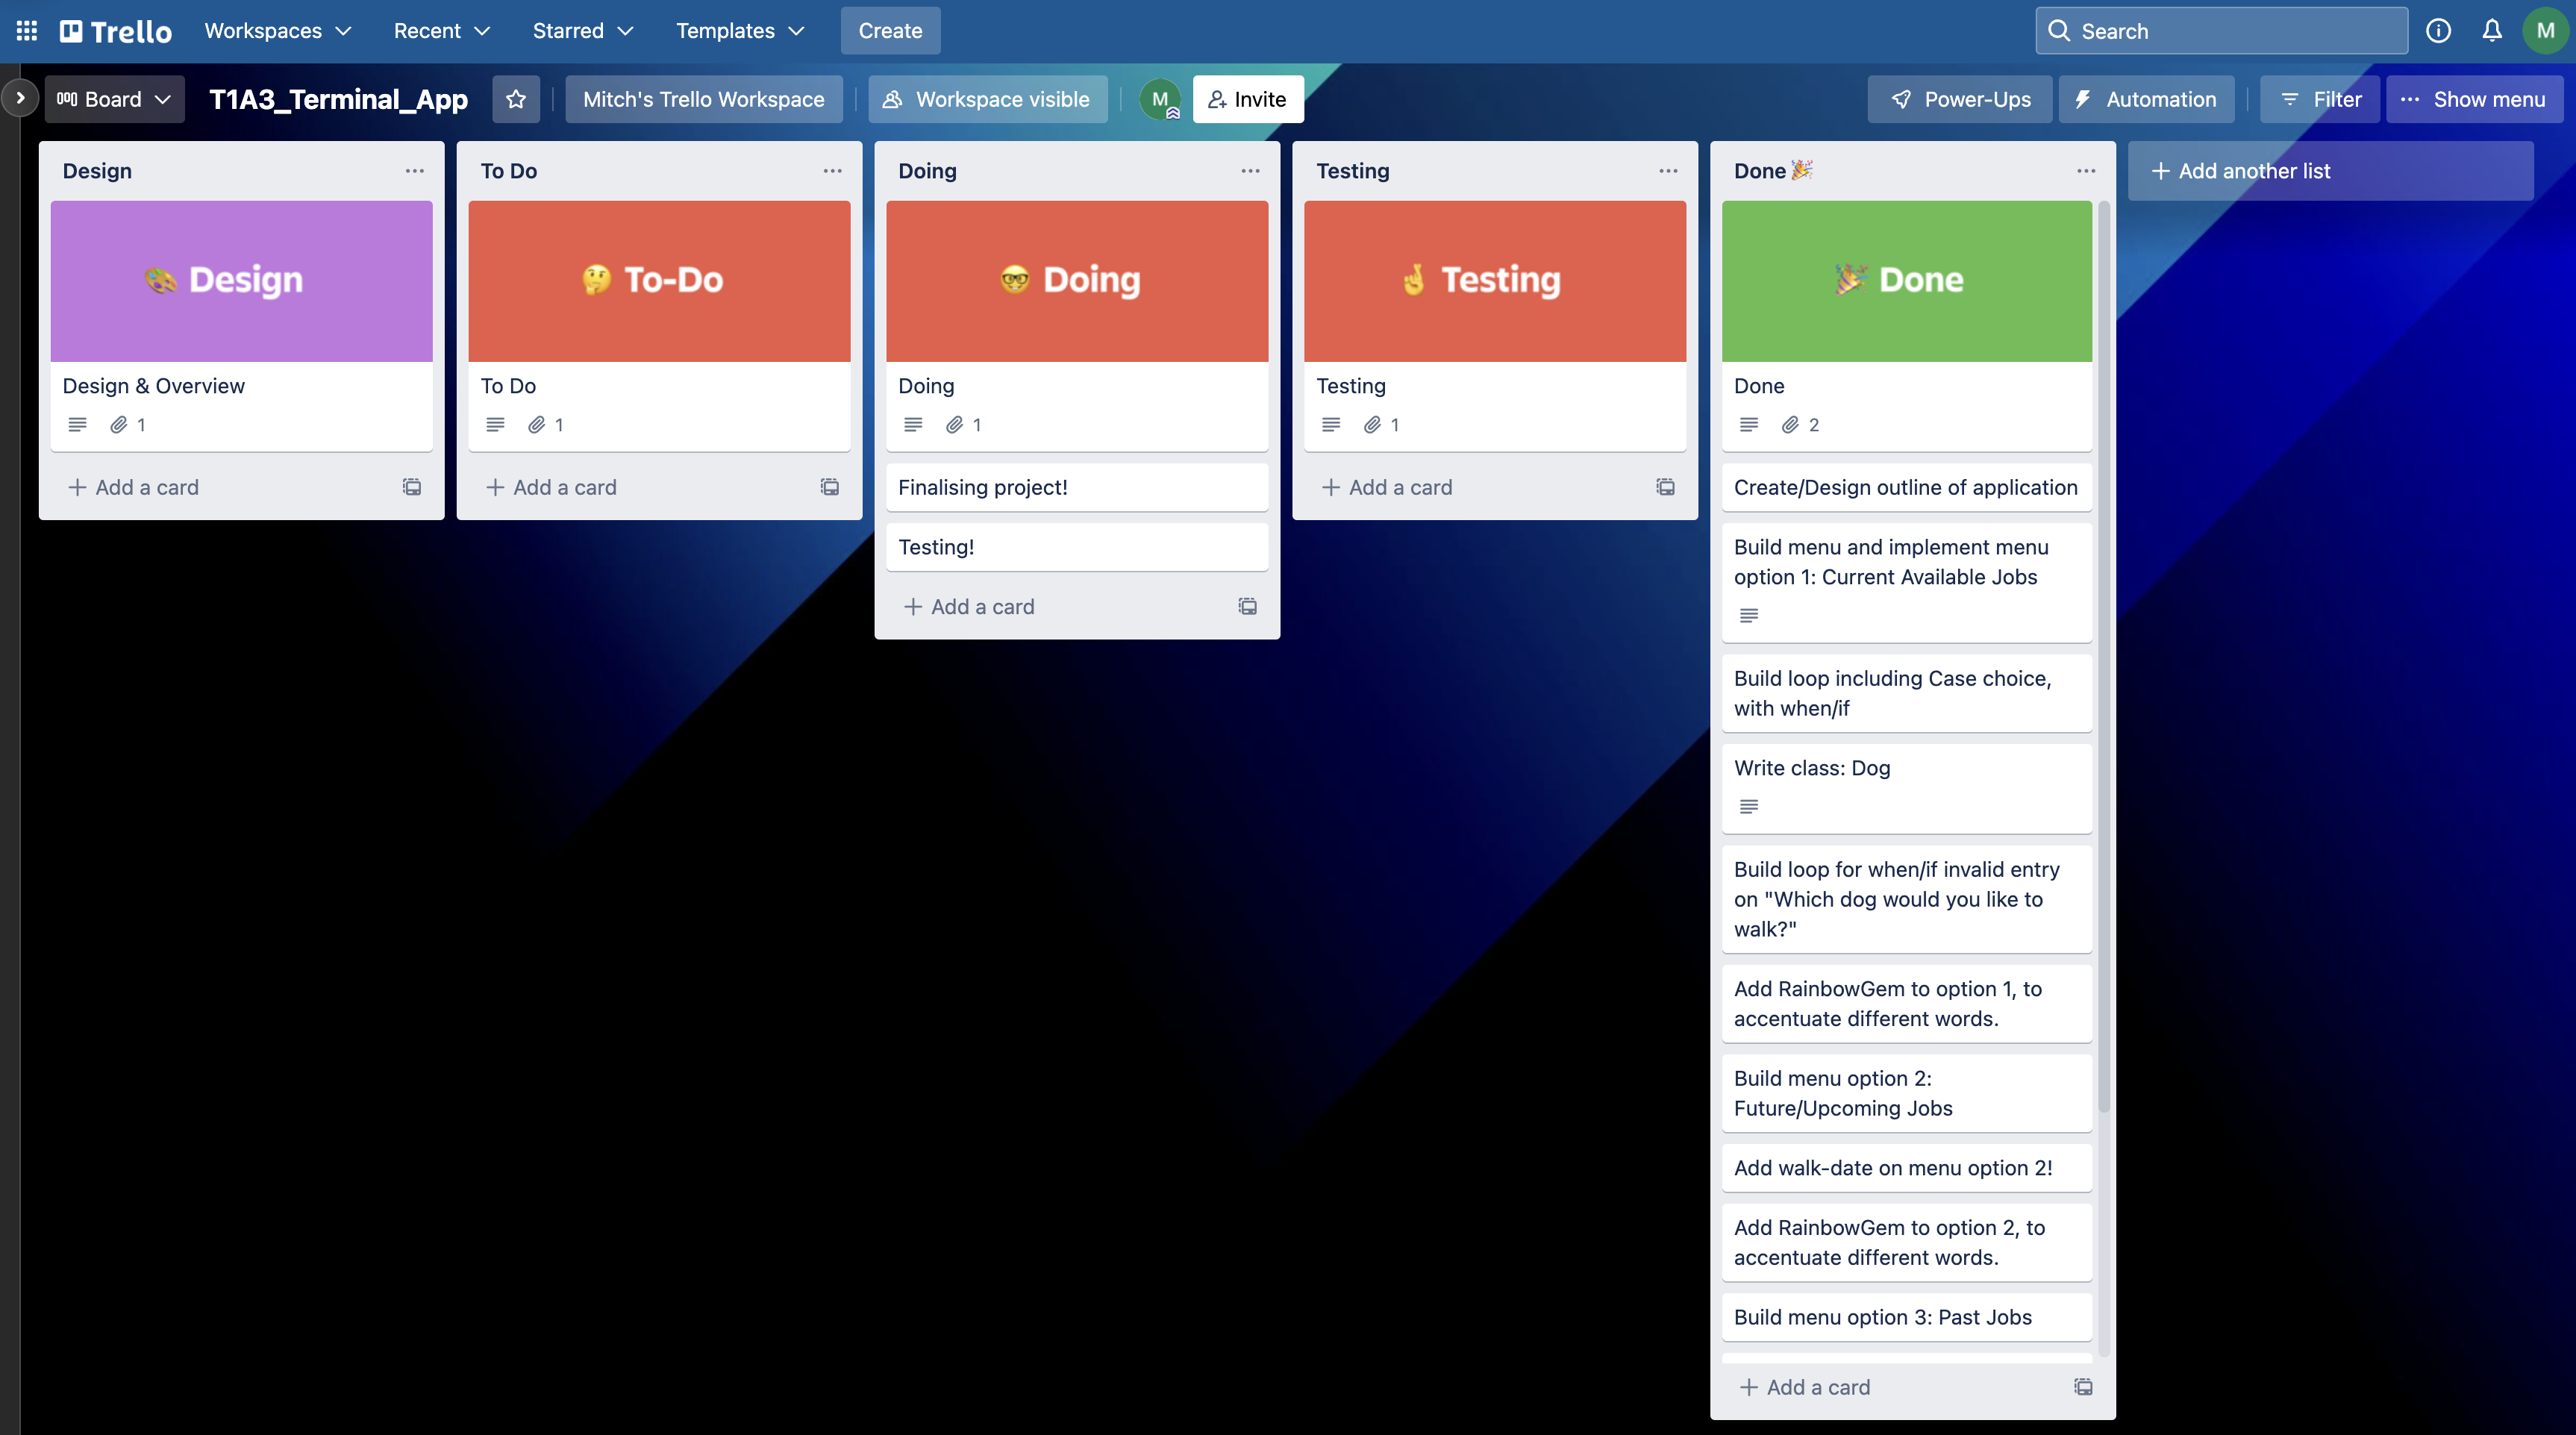 Trello Workspaces Recent Starred Templates Create Search M
Board T1A3_Terminal_App Mitch's Trello Workspace Workspace visible M Invite Power-Ups Automation Filter Show menu
Design
Design
Design & Overview
1
Add a card
To Do
To-Do
To Do
1
Add a card
Doing
Doing
Doing
1
Finalising project!
Testing!
Add a card
Testing
Testing
Testing
1
Add a card
Done
Done
Done
2
Create/Design outline of application
Build menu and implement menu
option 1: Current Available Jobs
Build loop including Case choice,
with when/if
Write class: Dog
Build loop for when/if invalid entry
on "Which dog would you like to
walk?"
Add RainbowGem to option 1, to
accentuate different words.
Build menu option 2:
Future/Upcoming Jobs
Add walk-date on menu option 2!
Add RainbowGem to option 2, to
accentuate different words.
Build menu option 3: Past Jobs
Add a card
Add another list